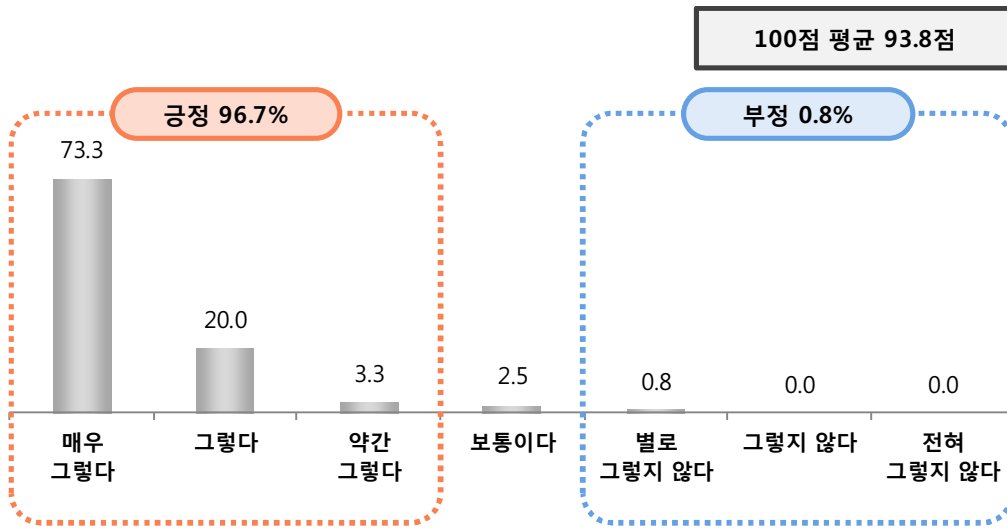 100점 평균 93.8점
긍정 96.7%
부정 0.8%
73.3
20.0
3.3
2.5
0.8
0.0
0.0
매우
그렇다
그렇다
약간
그렇다
보통이다
별로
그렇지 않다
그렇지 않다
전혀
그렇지 않다